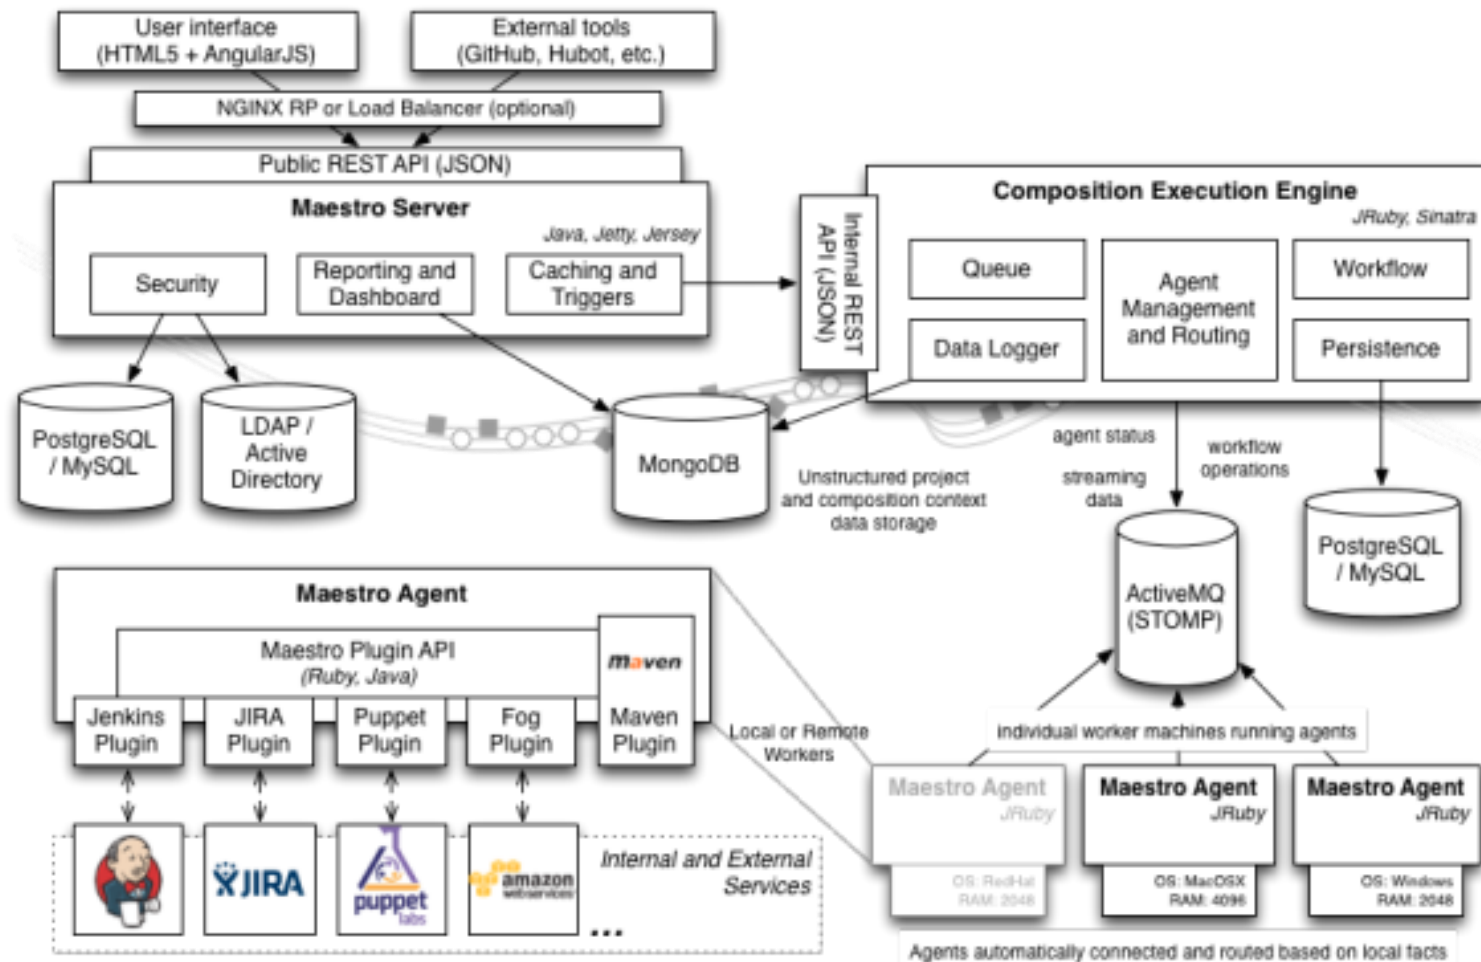 User interface
(HTML5 + AngularJS)
External tools
(GitHub, Hubot, etc.)
NGINX RP or Load Balancer (optional)
Public REST API (JSON)
Maestro Server
Java, Jetty, Jersey
Security
Reporting and
Dashboard
Caching and
Triggers
Internal REST
API (JSON)
Composition Execution Engine
JRuby, Sinatra
Queue
Agent
Management
and Routing
Workflow
Data Logger
Persistence
PostgreSQL
/ MySQL
LDAP /
Active
Directory
MongoDB
Unstructured project
and composition context
data storage
agent status
streaming
data
workflow
operations
ActiveMQ
(STOMP)
PostgreSQL
/ MySQL
Maestro Agent
Maestro Plugin API
(Ruby, Java)
maven
Jenkins
Plugin
JIRA
Plugin
Puppet
Plugin
Fog
Plugin
Maven
Plugin
Local or Remote
Workers
individual worker machines running agents
Maestro Agent
JRuby
OS: RedHat
RAM: 2048
Maestro Agent
JRuby
OS: MacOSX
RAM: 4096
Maestro Agent
JRuby
OS: Windows
RAM: 2048
JIRA
puppet
labs
amazon
webservices
Internal and External
Services
...
Agents automatically connected and routed based on local facts